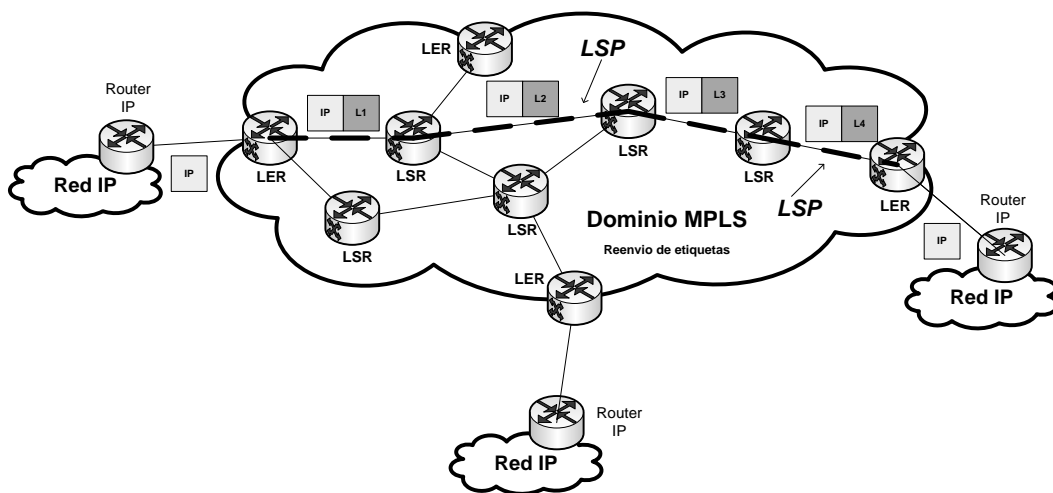 LER
LSP
Router
IP
IP
L1
IP
L2
IP
L3
IP
L4
IP
Red IP
LER
LSR
LSR
LSR
LER
LSP
LSR
LSR
Dominio MPLS
Reenvio de etiquetas
LER
IP
Router
IP
Red IP
Router
IP
Red IP